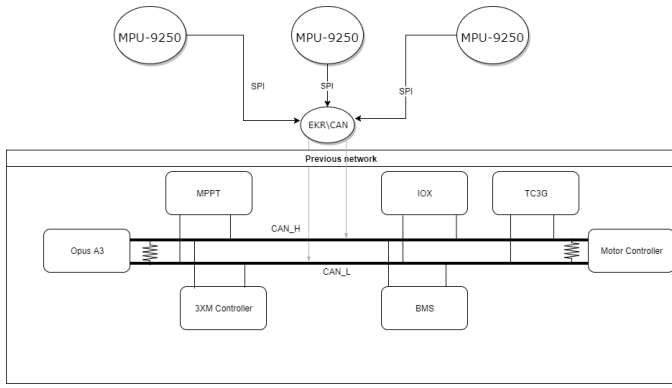 MPU-9250
MPU-9250
MPU-9250
SPI
SPI
SPI
EKR\CAN
Previous network
MPPT
IOX
TC3G
CAN_H
Opus A3
Motor Controller
CAN_L
3XM Controller
BMS